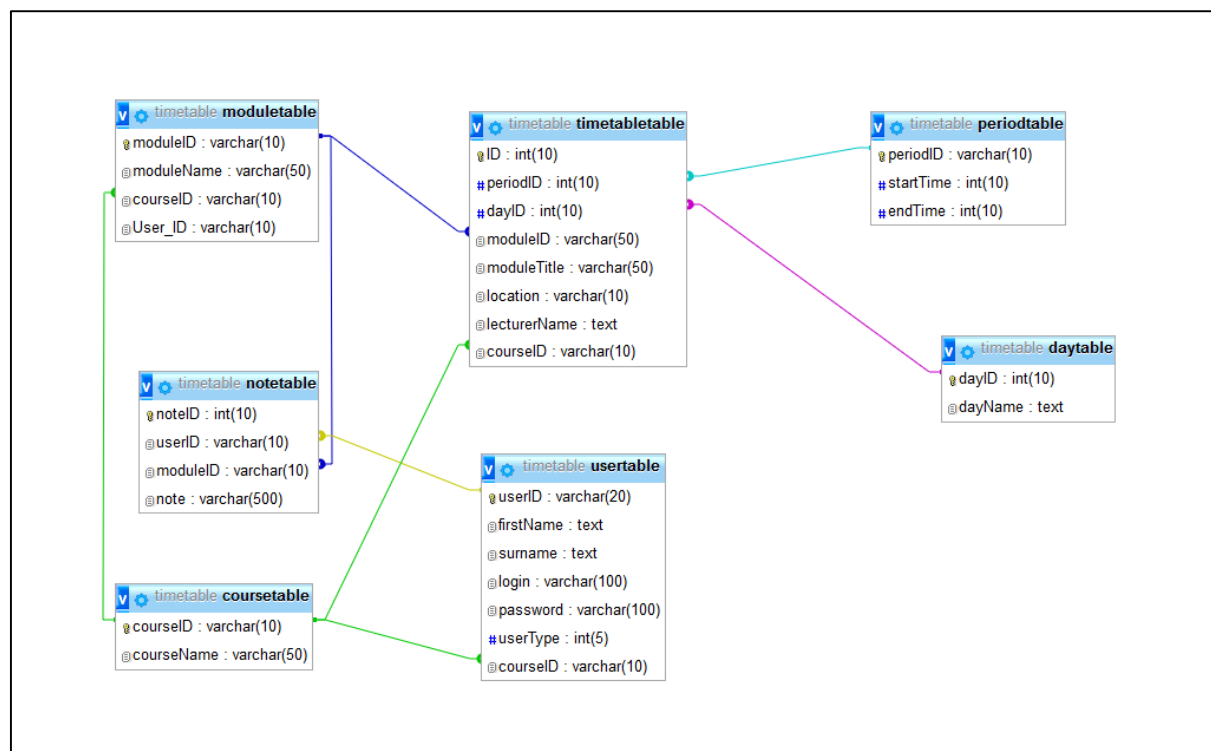 v timetable moduletable
moduleID : varchar(10)
moduleName : varchar(50)
courseID : varchar(10)
User_ID : varchar(10)
v timetable timetabletable
ID : int(10)
# periodID : int(10)
# dayID : int(10)
moduleID : varchar(50)
moduleTitle : varchar(50)
location : varchar(10)
lecturerName : text
courseID : varchar(10)
v timetable periodtable
periodID : varchar(10)
# startTime : int(10)
# endTime : int(10)
v timetable daytable
dayID : int(10)
dayName : text
v timetable notetable
noteID : int(10)
userID : varchar(10)
moduleID : varchar(10)
note : varchar(500)
v timetable usertable
userID : varchar(20)
firstName : text
surname : text
login : varchar(100)
password : varchar(100)
# userType : int(5)
courseID : varchar(10)
v timetable coursetable
courseID : varchar(10)
courseName : varchar(50)